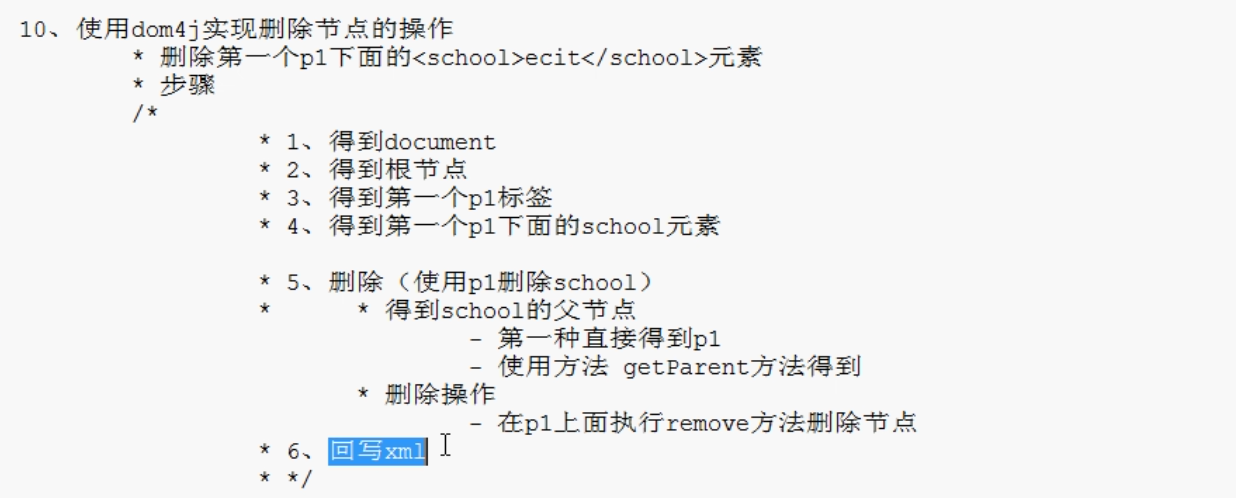 10、使用dom4j实现删除节点的操作
* 删除第一个p1下面的<school>ecit</school>元素
* 步骤
/*
* 1、得到document
* 2、得到根节点
* 3、得到第一个p1标签
* 4、得到第一个p1下面的school元素
* 5、删除（使用p1删除school）
* * 得到school的父节点
- 第一种直接得到p1
- 使用方法 getParent方法得到
* 删除操作
- 在p1上面执行remove方法删除节点
* 6、回写xml
* */